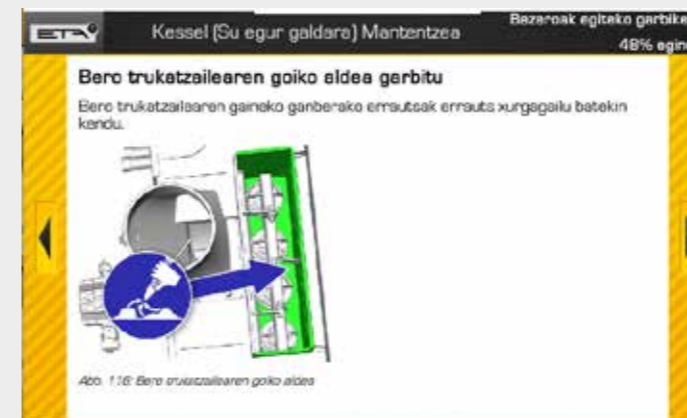 ETA
Kessel (Su egur galdara) Mantentzea
Bezeroak egiteko garbike
48% egin
Bero trukatzailearen goiko aldea garbitu
Bero trukatzailearen gaineko ganberako errautsak errauts xurgagailu batekin
kendu.
Abb. 116: Bero trukatzailearen goiko aldea